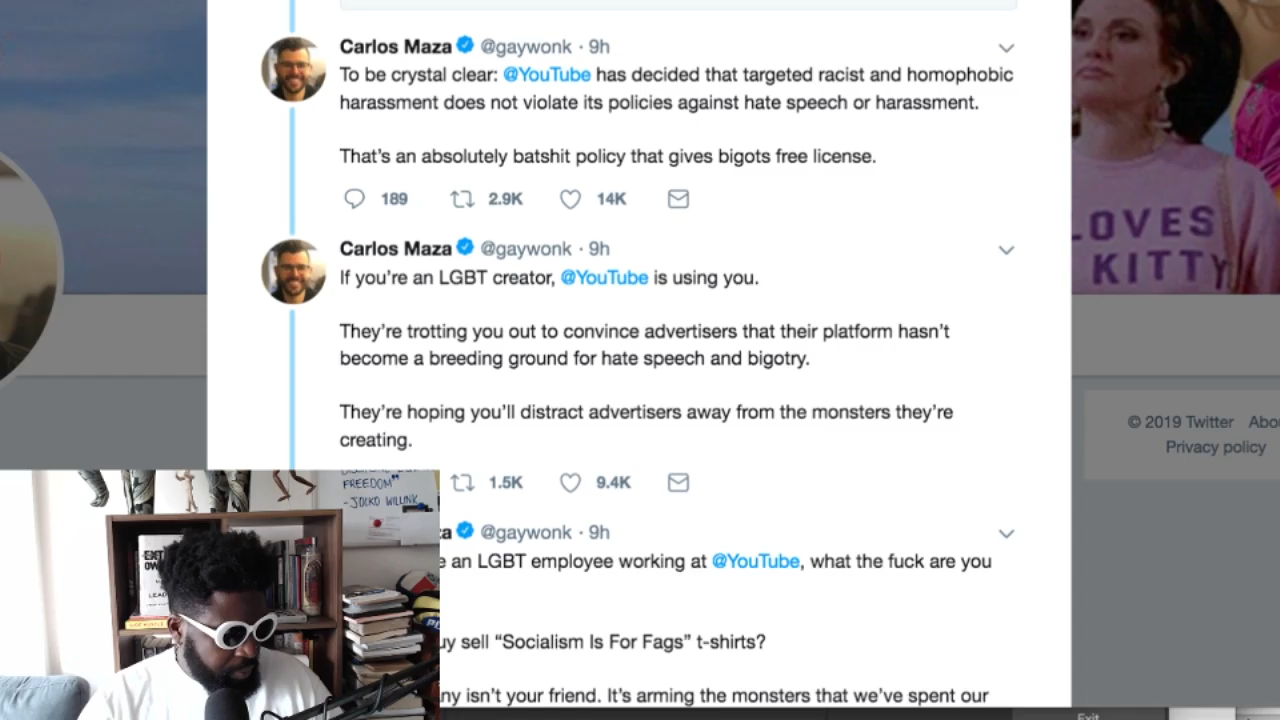 Carlos Maza @gaywonk · 9h
To be crystal clear: @YouTube has decided that targeted racist and homophobic
harassment does not violate its policies against hate speech or harassment.
That's an absolutely batshit policy that gives bigots free license.
189 2.9K 14K
Carlos Maza @gaywonk · 9h
If you're an LGBT creator, @YouTube is using you.
They're trotting you out to convince advertisers that their platform hasn't
become a breeding ground for hate speech and bigotry.
They're hoping you'll distract advertisers away from the monsters they're
creating.
1.5K 9.4K
@gaywonk · 9h
an LGBT employee working at @YouTube, what the fuck are you
sell “Socialism Is For Fags” t-shirts?
isn't your friend. It's arming the monsters that we've spent our
LOVES
KITTY
© 2019 Twitter
Privacy policy
FREEDOM"
- JOCKO WILLINK
Exit